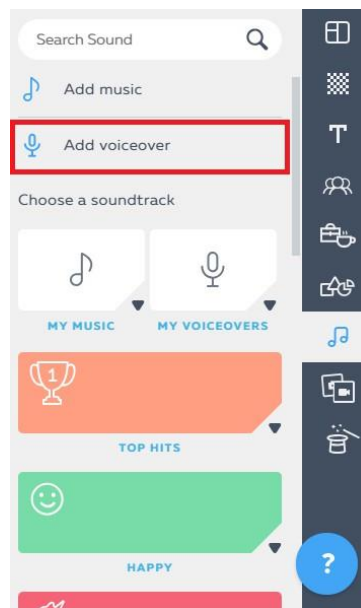 Search Sound
Add music
Add voiceover
Choose a soundtrack
MY MUSIC MY VOICEOVERS
1
TOP HITS
HAPPY
T
?